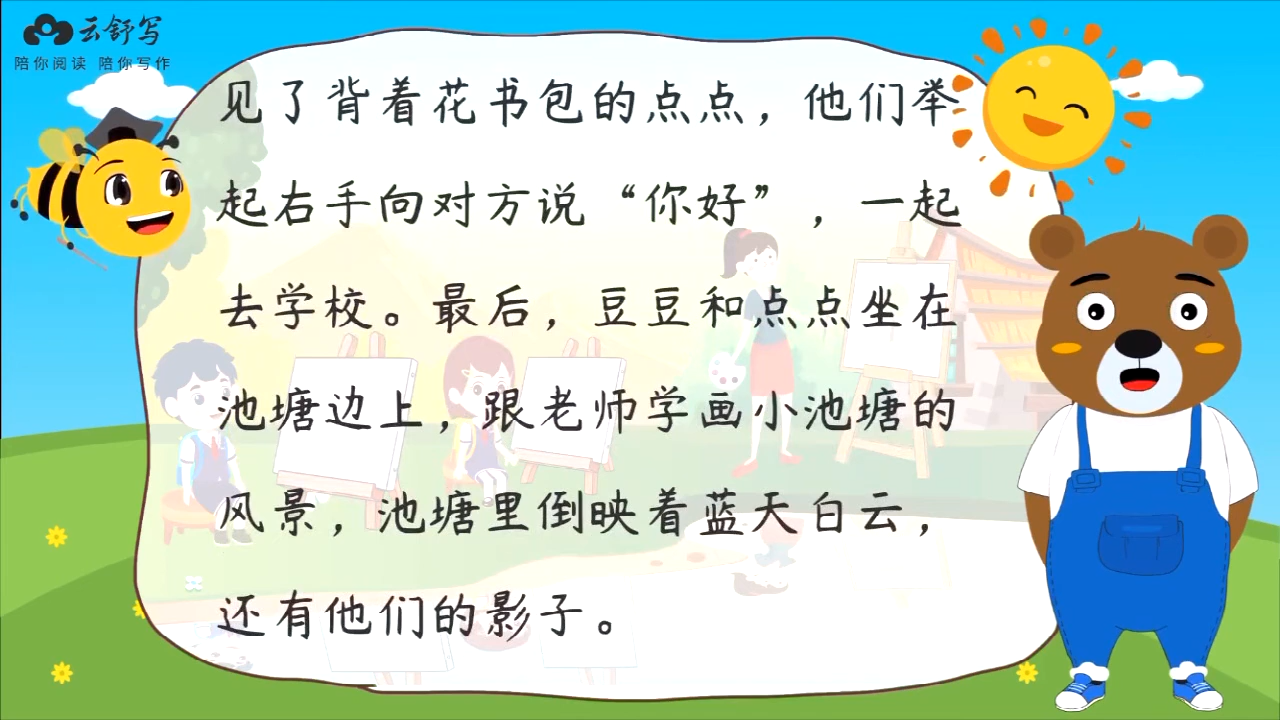 云舒写
陪你阅读 陪你写作
见了背着花书包的点点，他们举
起右手向对方说“你好”，一起
去学校。最后，豆豆和点点坐在
池塘边上，跟老师学画小池塘的
风景，池塘里倒映着蓝天白云，
还有他们的影子。